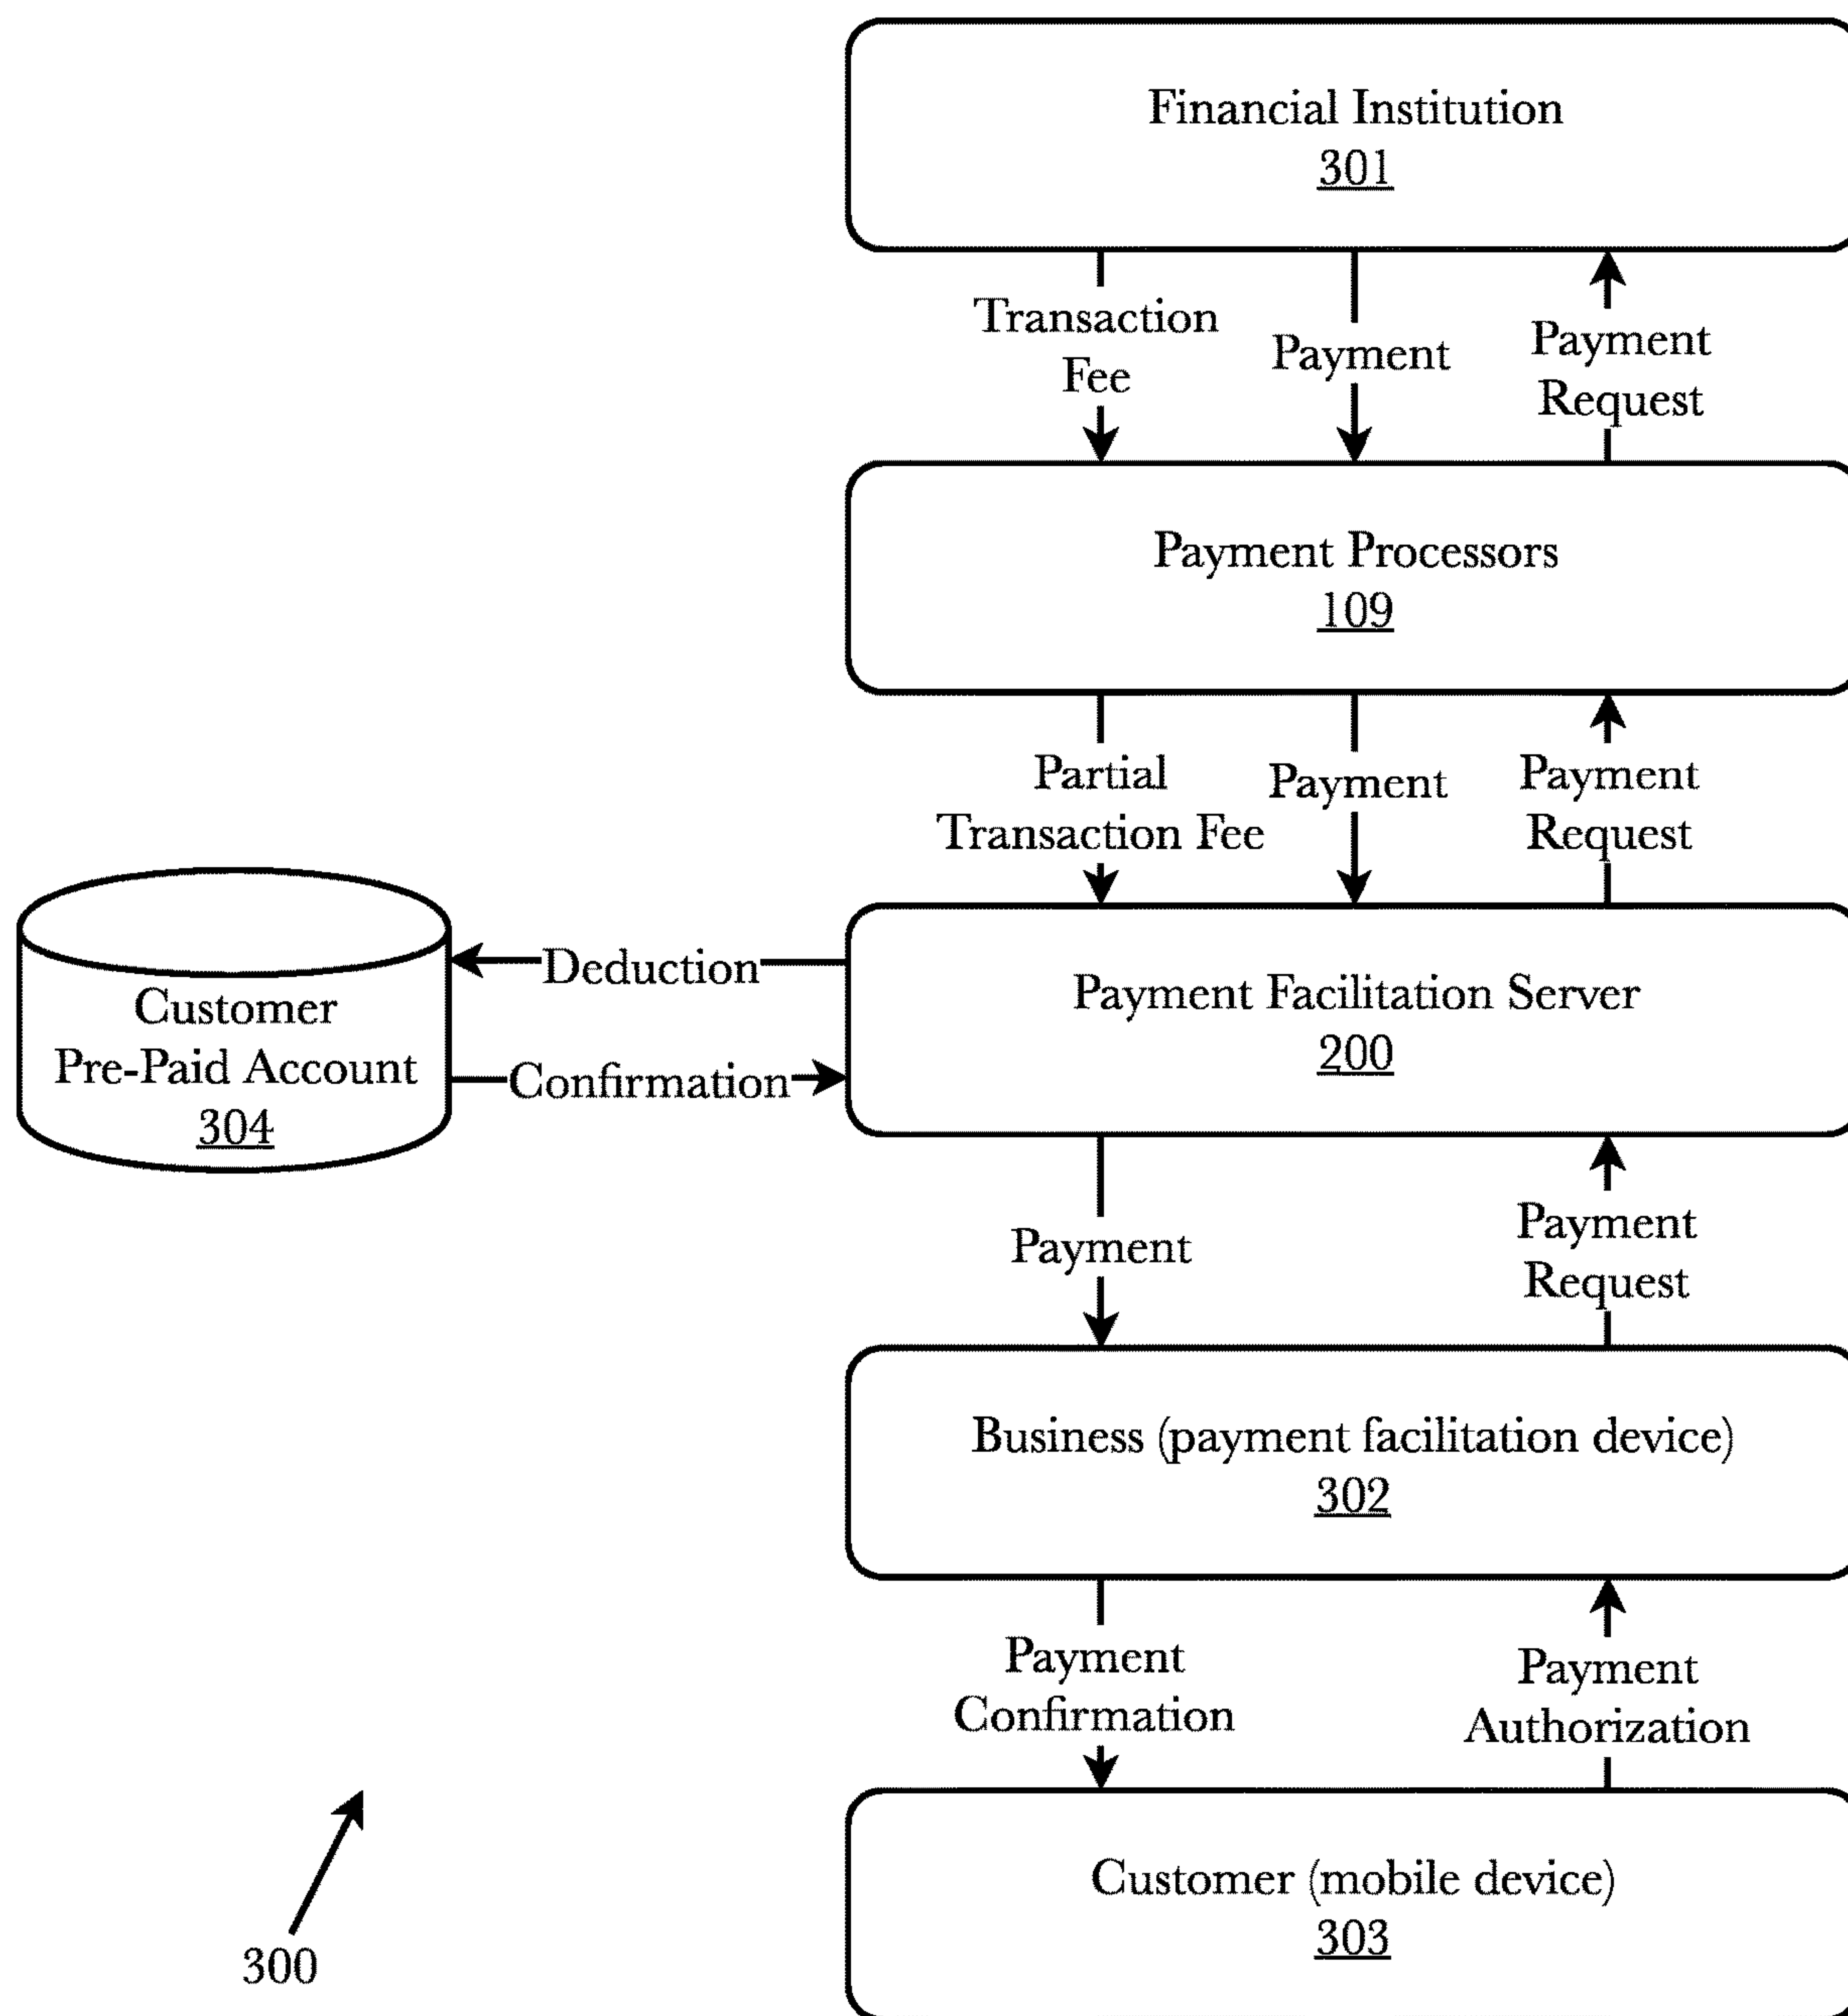 Financial Institution
301
Transaction
Fee
Payment
Payment
Request
Payment Processors
109
Partial
Transaction Fee
Payment
Payment
Request
Customer
Pre-Paid Account
304
Deduction
Confirmation
Payment Facilitation Server
200
Payment
Payment
Request
Business (payment facilitation device)
302
Payment
Confirmation
Payment
Authorization
Customer (mobile device)
303
300